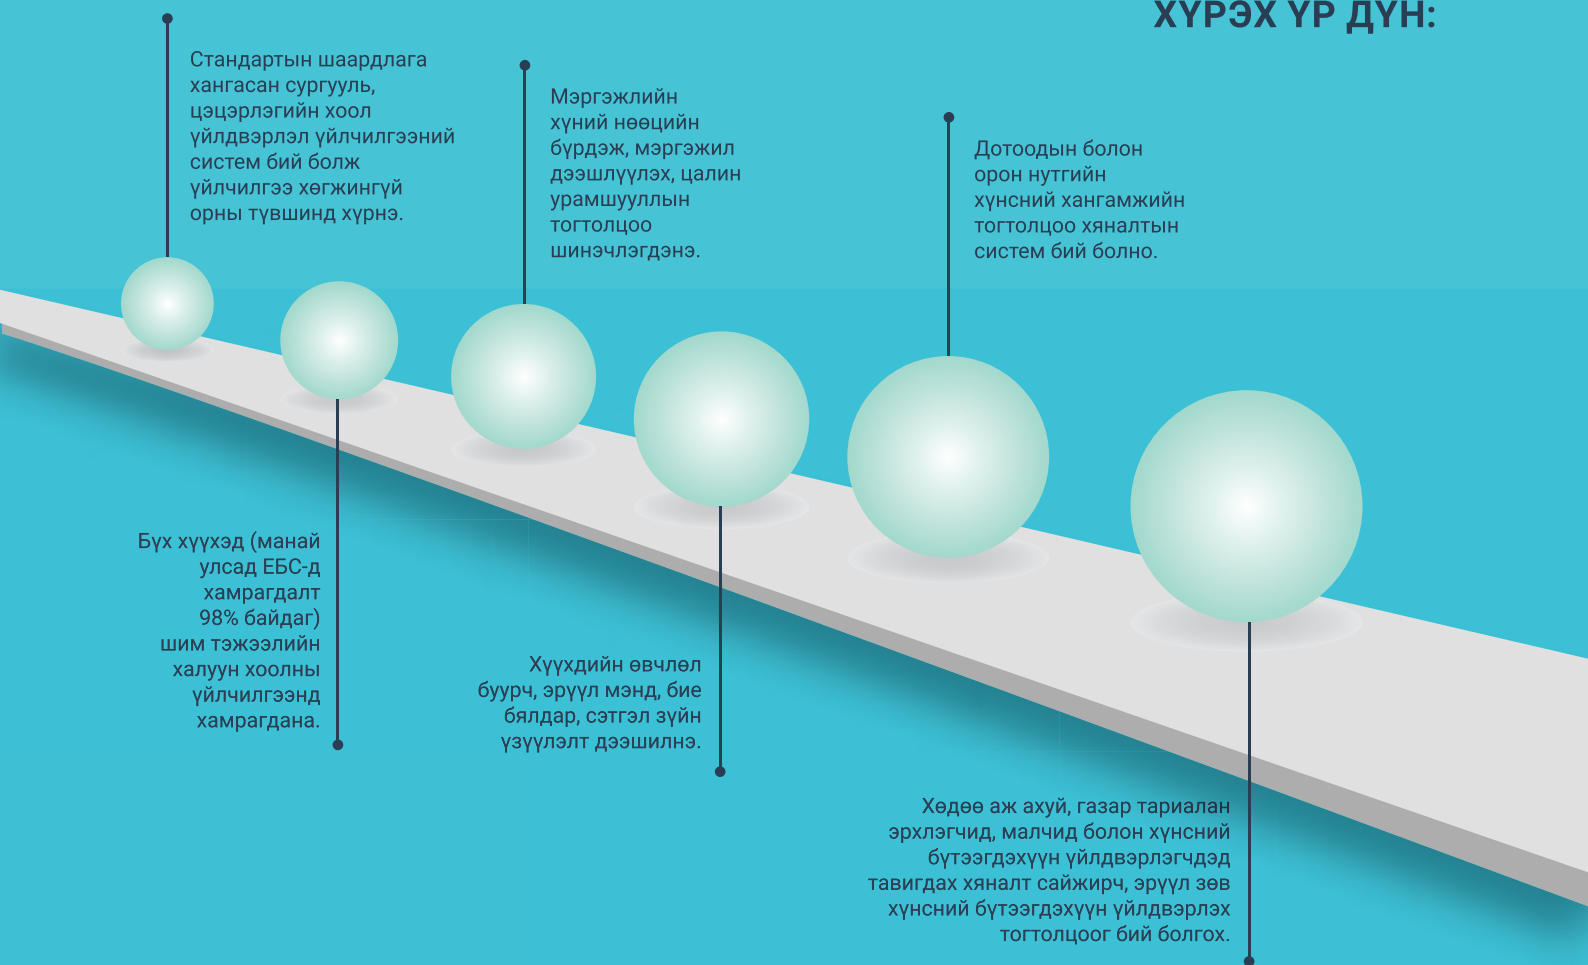 ХҮРЭХ ҮР ДҮН:
Стандартын шаардлага
хангасан сургууль,
цэцэрлэгийн хоол
үйлдвэрлэл үйлчилгээний
систем бий болж
үйлчилгээ хөгжингүй
орны түвшинд хүрнэ.
Бүх хүүхэд (манай
улсад ЕБС-д
хамрагдалт
98% байдаг)
шим тэжээлийн
халуун хоолны
үйлчилгээнд
хамрагдана.
Мэргэжлийн
хүний нөөцийн
бүрдэж, мэргэжил
дээшлүүлэх, цалин
урамшууллын
тогтолцоо
шинэчлэгдэнэ.
Хүүхдийн өвчлөл
буурч, эрүүл мэнд, бие
бялдар, сэтгэл зүйн
үзүүлэлт дээшилнэ.
Дотоодын болон
орон нутгийн
хүнсний хангамжийн
тогтолцоо хяналтын
систем бий болно.
Хөдөө аж ахуй, газар тариалан
эрхлэгчид, малчид болон хүнсний
бүтээгдэхүүн үйлдвэрлэгчдэд
тавигдах хяналт сайжирч, эрүүл зөв
хүнсний бүтээгдэхүүн үйлдвэрлэх
тогтолцоог бий болгох.